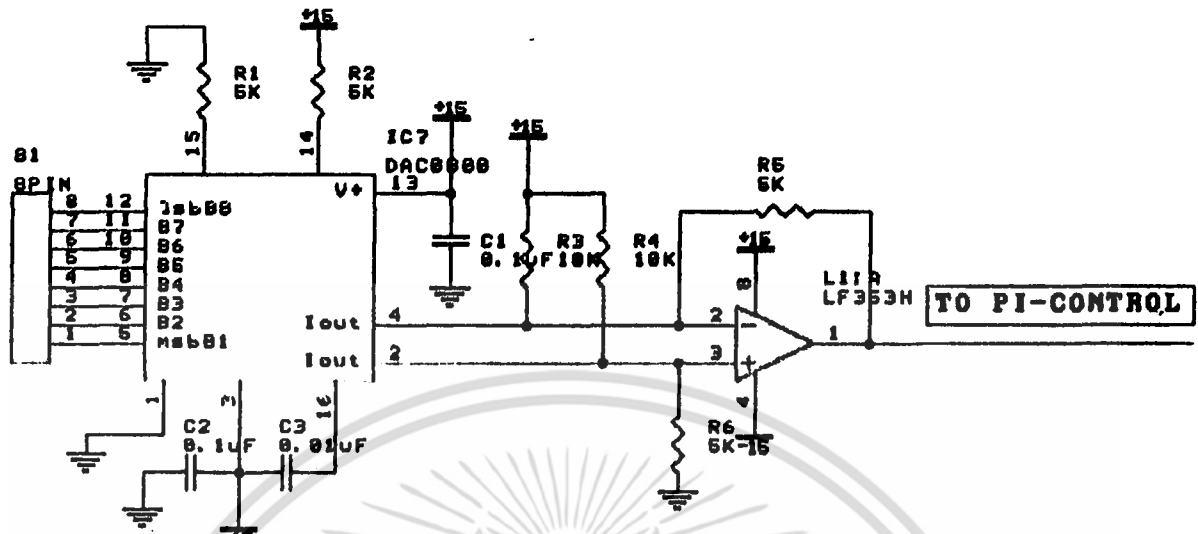 +15
R1
5K
R2
5K
15
14
+15
+15
IC7
DAC0800
13
V+
R5
5K
01
8PIN
8 12 lsbB8
7 11 B7
6 10 B6
5 9 B5
4 8 B4
3 7 B3
2 6 B2
1 5 msbB1
C1
0.1uF
R3
10K
R4
10K
+15
8
LF353H
TO PI-CONTROL
Iout 4
2
1
Iout 2
3
4
1
3
16
C2
0.1uF
C3
0.01uF
R6
5K
-15